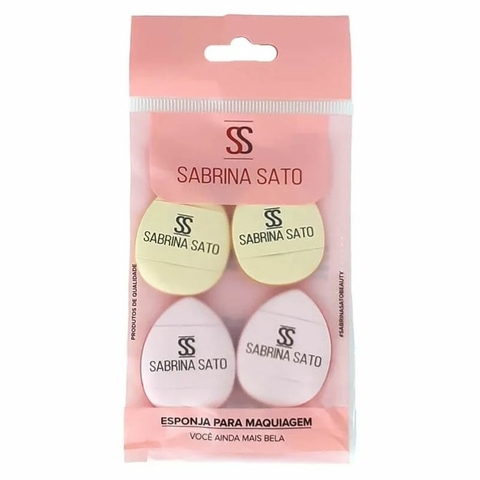 SS
SABRINA SATO
SS
SABRINA SATO
SS
SABRINA SATO
SS
SABRINA SATO
SS
SABRINA SATO
PRODUTOS DE QUALIDADE
#SABRINASATOBEAUTY
ESPONJA PARA MAQUIAGEM
VOCÊ AINDA MAIS BELA